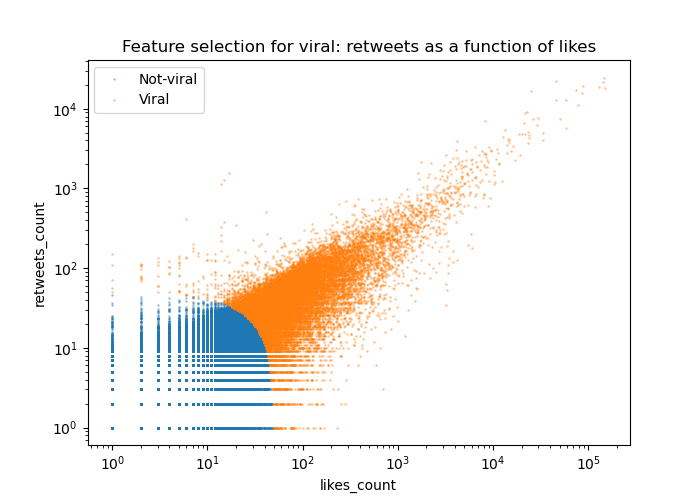 Feature selection for viral: retweets as a function of likes
Not-viral
Viral
retweets_count
10^4
10^3
10^2
10^1
10^0
10^0 10^1 10^2 10^3 10^4 10^5
likes_count